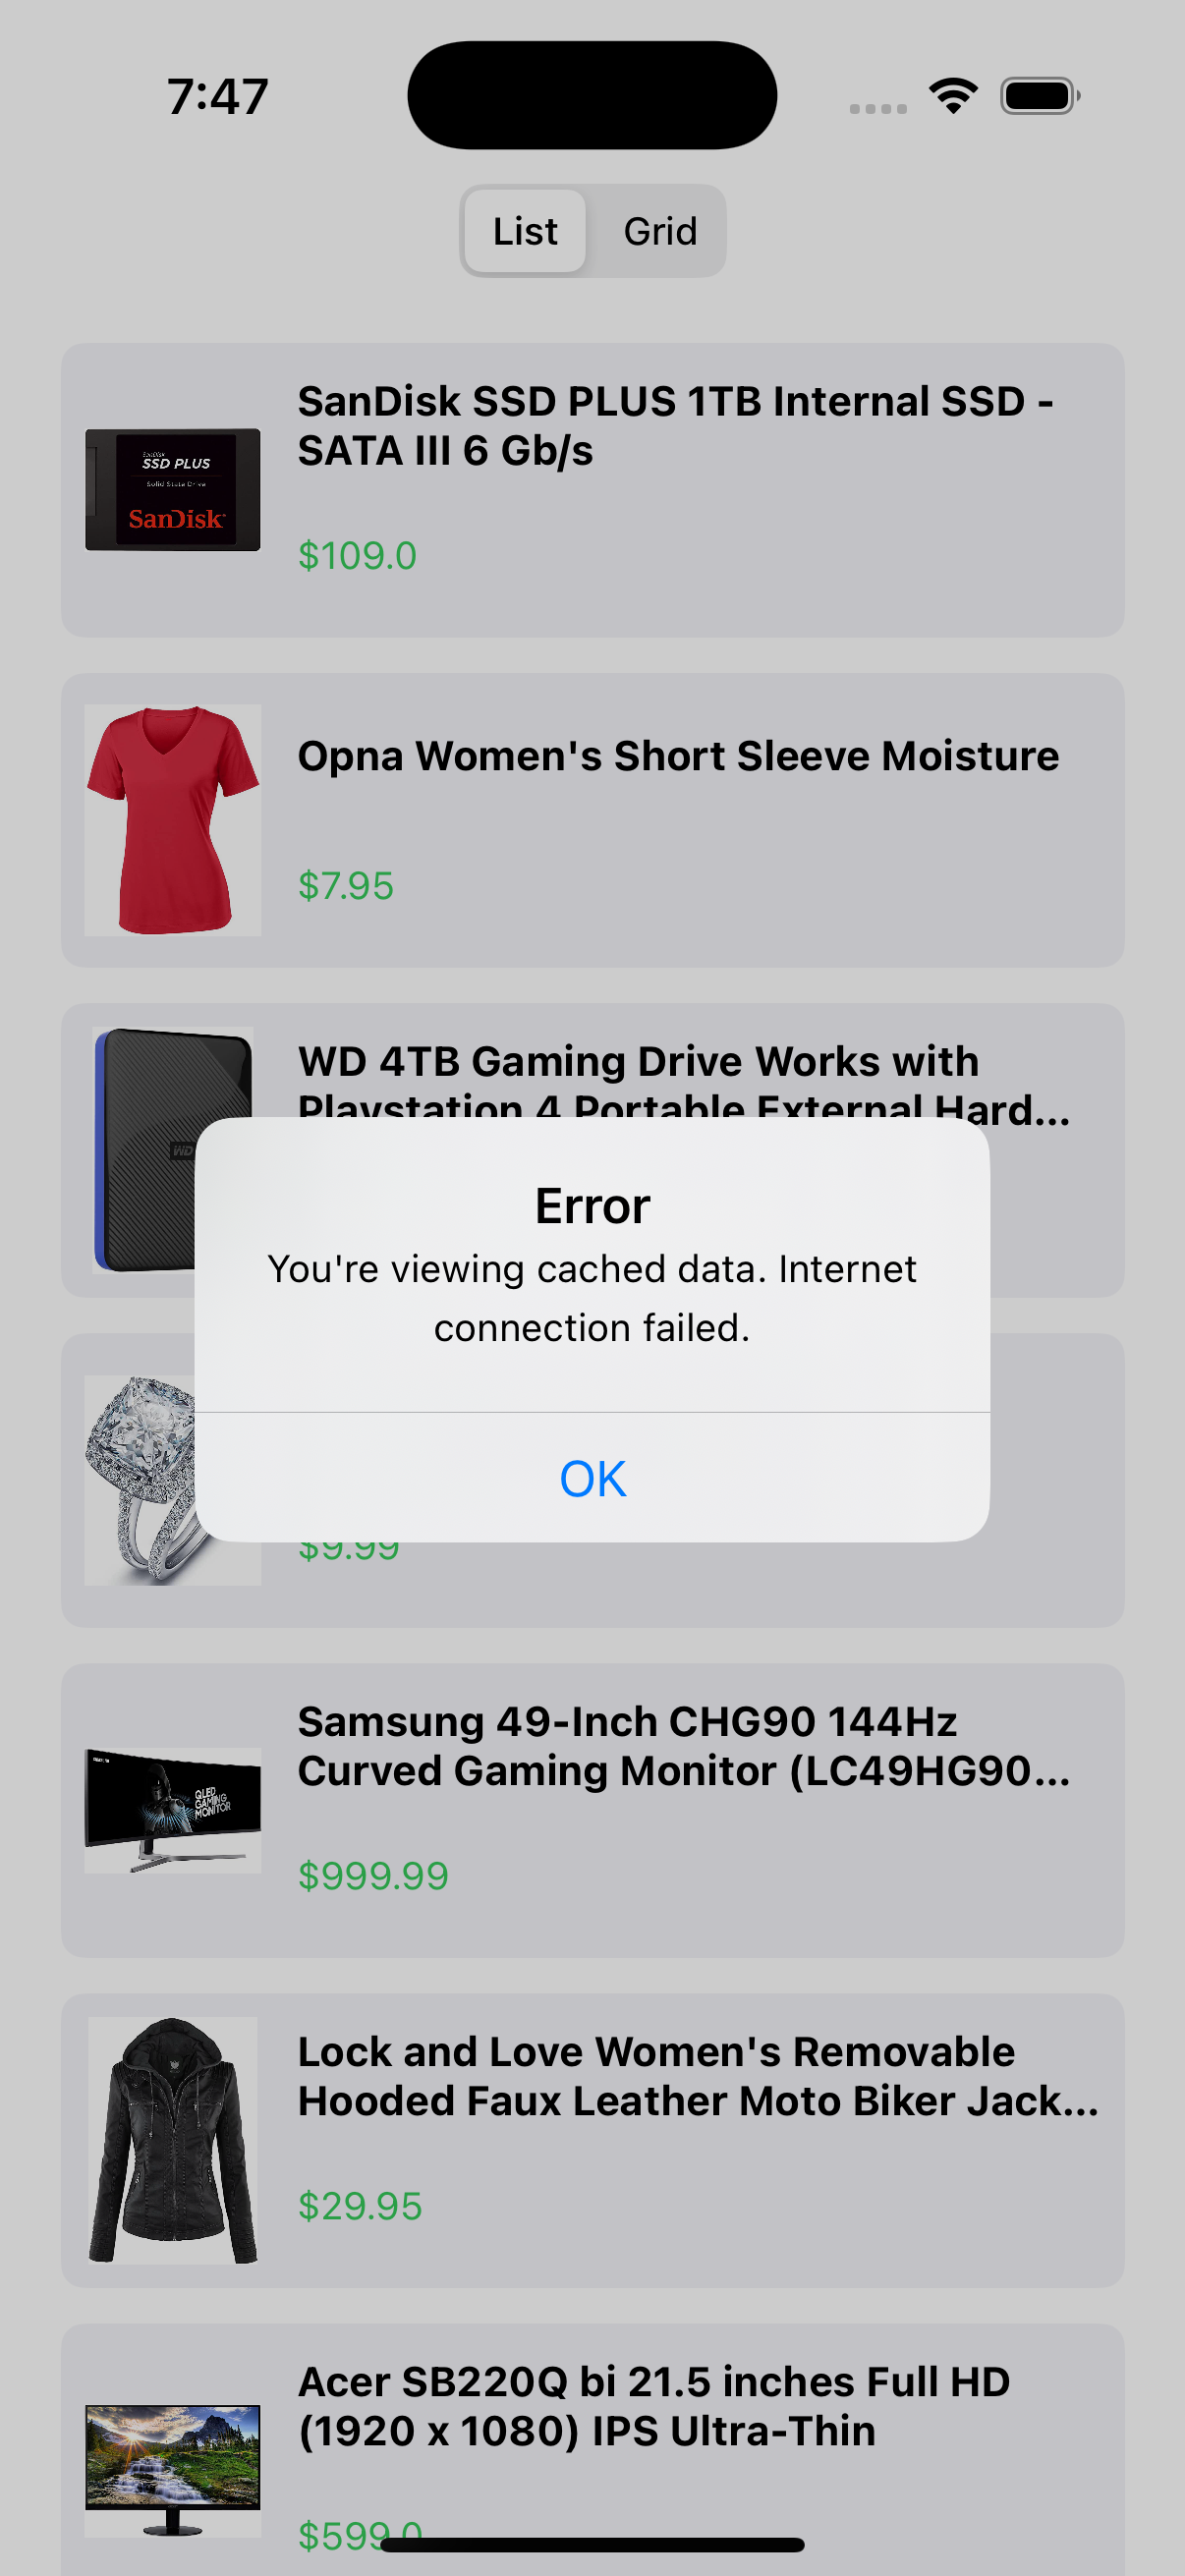 7:47
List
Grid
SanDisk SSD PLUS 1TB Internal SSD -
SATA III 6 Gb/s
SanDisk
SSD PLUS
Solid State Drive
SanDisk
$109.0
Opna Women's Short Sleeve Moisture
$7.95
WD 4TB Gaming Drive Works with
Playstation 4 Portable External Hard...
WD
Error
You're viewing cached data. Internet
connection failed.
OK
$9.99
Samsung 49-Inch CHG90 144Hz
Curved Gaming Monitor (LC49HG90...
QLED
GAMING
MONITOR
$999.99
Lock and Love Women's Removable
Hooded Faux Leather Moto Biker Jack...
$29.95
Acer SB220Q bi 21.5 inches Full HD
(1920 x 1080) IPS Ultra-Thin
$599.0